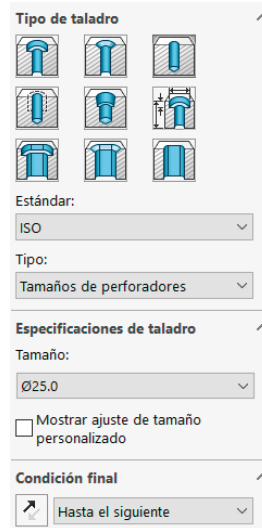 Tipo de taladro
Estándar:
ISO
Tipo:
Tamaños de perforadores
Especificaciones de taladro
Tamaño:
Ø25.0
Mostrar ajuste de tamaño
personalizado
Condición final
Hasta el siguiente